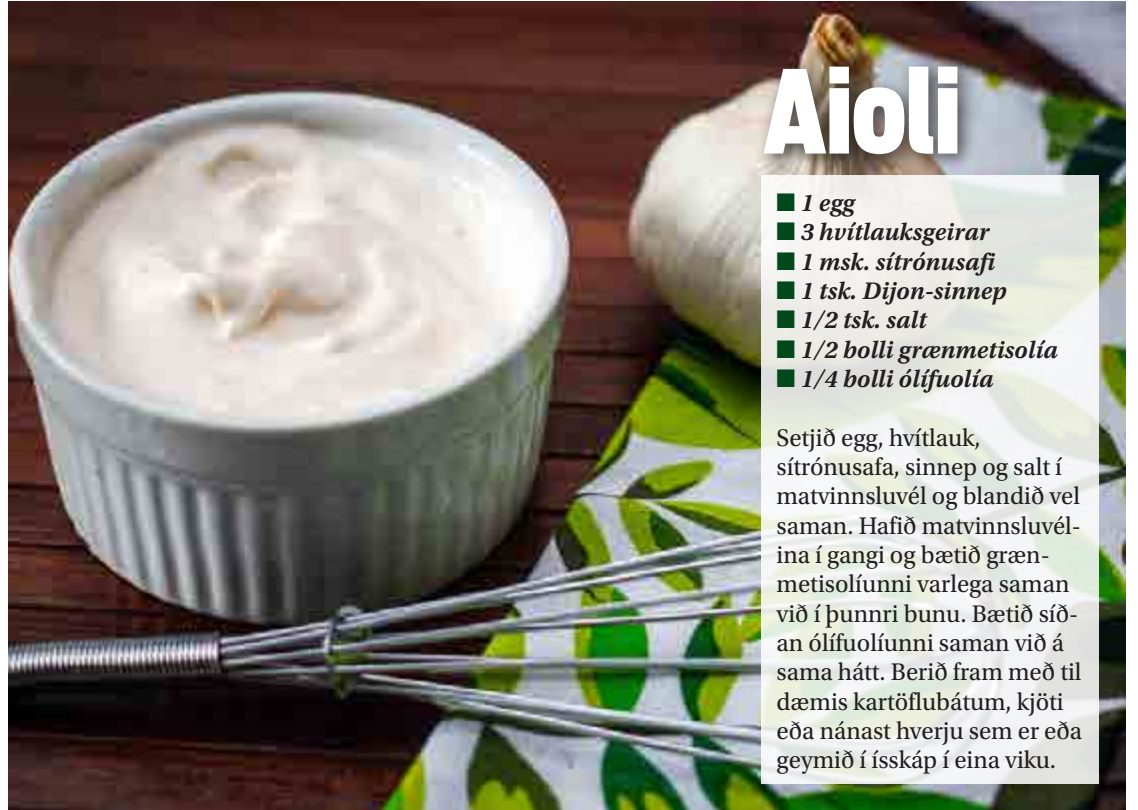 Aioli
■ 1 egg
■ 3 hvítlauksgeirar
■ 1 msk. sítrónusafi
■ 1 tsk. Dijon-sinnep
■ 1/2 tsk. salt
■ 1/2 bolli grænmetisolía
■ 1/4 bolli ólífuolía
Setjið egg, hvítlauk,
sítrónusafa, sinnep og salt í
matvinnsluvél og blandið vel
saman. Hafið matvinnsluvél-
ina í gangi og bætið græn-
metisolíunni varlega saman
við í þunnri bunu. Bætið síð-
an ólífuolíunni saman við á
sama hátt. Berið fram með til
dæmis kartöflubátum, kjöti
eða nánast hverju sem er eða
geymið í ísskáp í eina viku.